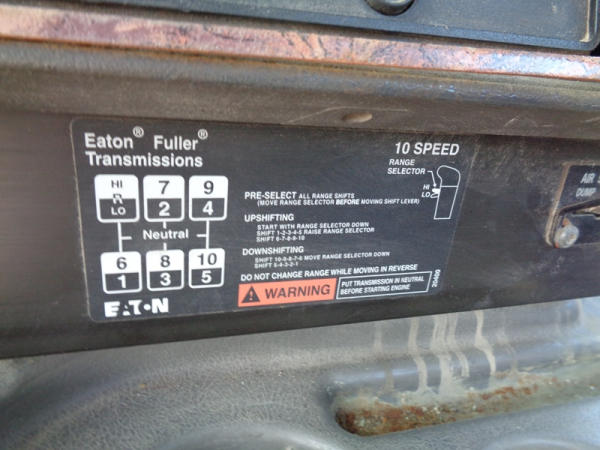 Eaton® Fuller®
Transmissions
10 SPEED
RANGE
SELECTOR
HI
LO
HI
R
LO
7
2
9
4
Neutral
6
1
8
3
10
5
EATON
PRE-SELECT ALL RANGE SHIFTS
(MOVE RANGE SELECTOR BEFORE MOVING SHIFT LEVER)
UPSHIFTING
START WITH RANGE SELECTOR DOWN
SHIFT 1-2-3-4-5 RAISE RANGE SELECTOR
SHIFT 6-7-8-9-10
DOWNSHIFTING
SHIFT 10-9-8-7-6 MOVE RANGE SELECTOR DOWN
SHIFT 5-4-3-2-1
DO NOT CHANGE RANGE WHILE MOVING IN REVERSE
WARNING
PUT TRANSMISSION IN NEUTRAL
BEFORE STARTING ENGINE
AIR S
DUMP